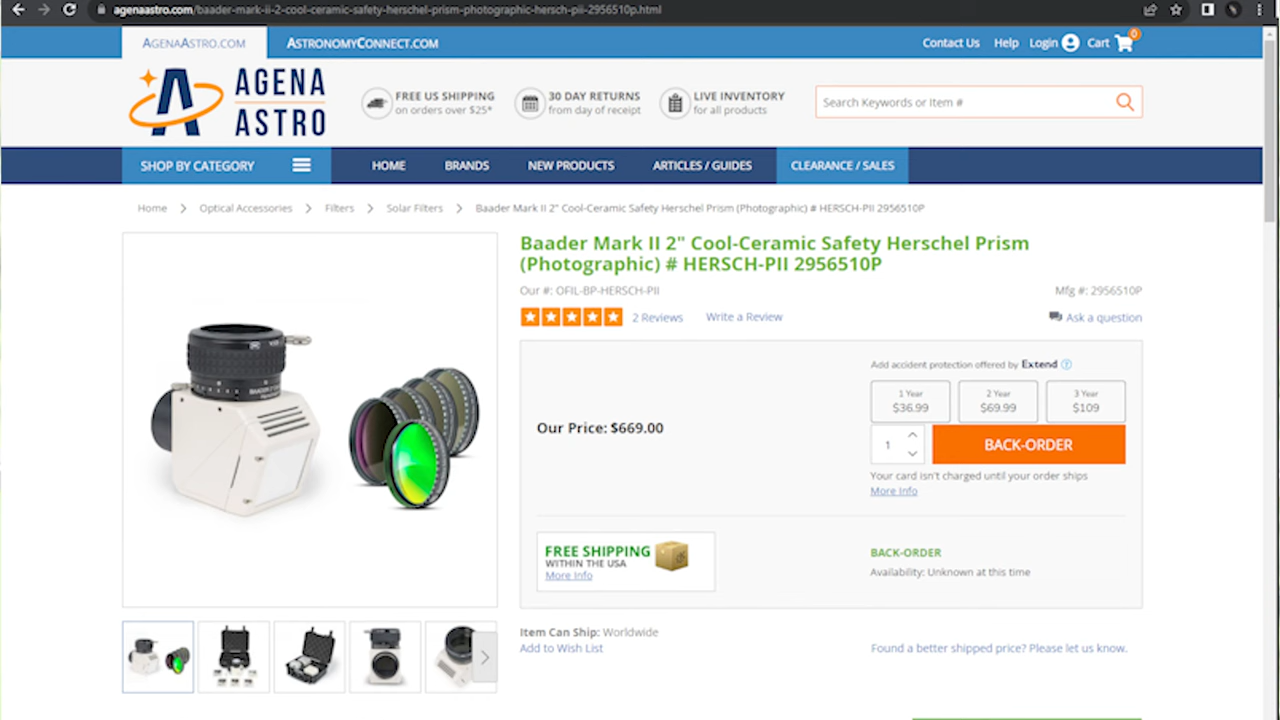 agenaastro.com/baader-mark-ii-2-cool-ceramic-safety-herschel-prism-photographic-hersch-pii-2956510p.html
AGENAASTRO.COM
ASTRONOMYCONNECT.COM
Contact Us Help Login Cart 0
AGENA
ASTRO
FREE US SHIPPING
on orders over $25*
30 DAY RETURNS
from day of receipt
LIVE INVENTORY
for all products
Search Keywords or Item #
SHOP BY CATEGORY
HOME
BRANDS
NEW PRODUCTS
ARTICLES / GUIDES
CLEARANCE / SALES
Home > Optical Accessories > Filters > Solar Filters > Baader Mark II 2" Cool-Ceramic Safety Herschel Prism (Photographic) # HERSCH-PII 2956510P
Baader Mark II 2" Cool-Ceramic Safety Herschel Prism
(Photographic) # HERSCH-PII 2956510P
Our #: OFIL-BP-HERSCH-PII
Mfg #: 2956510P
2 Reviews
Write a Review
Ask a question
Add accident protection offered by Extend
1 Year
$36.99
2 Year
$69.99
3 Year
$109
Our Price: $669.00
1
BACK-ORDER
Your card isn't charged until your order ships
More Info
FREE SHIPPING
WITHIN THE USA
More Info
BACK-ORDER
Availability: Unknown at this time
Item Can Ship: Worldwide
Add to Wish List
Found a better shipped price? Please let us know.